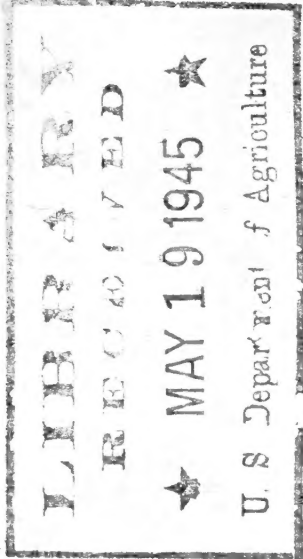 LIBRARY
RECEIVED
★ MAY 19 1945 ★
U. S Department of Agriculture